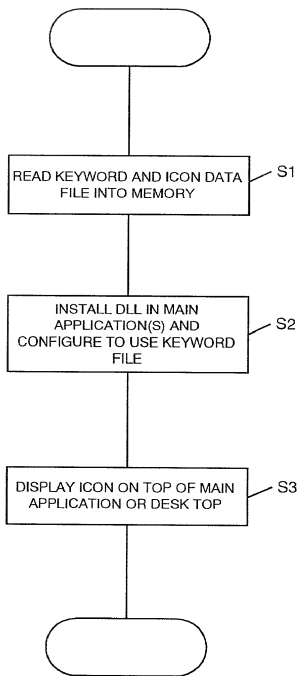 READ KEYWORD AND ICON DATA
FILE INTO MEMORY
S1
INSTALL DLL IN MAIN
APPLICATION(S) AND
CONFIGURE TO USE KEYWORD
FILE
S2
DISPLAY ICON ON TOP OF MAIN
APPLICATION OR DESK TOP
S3